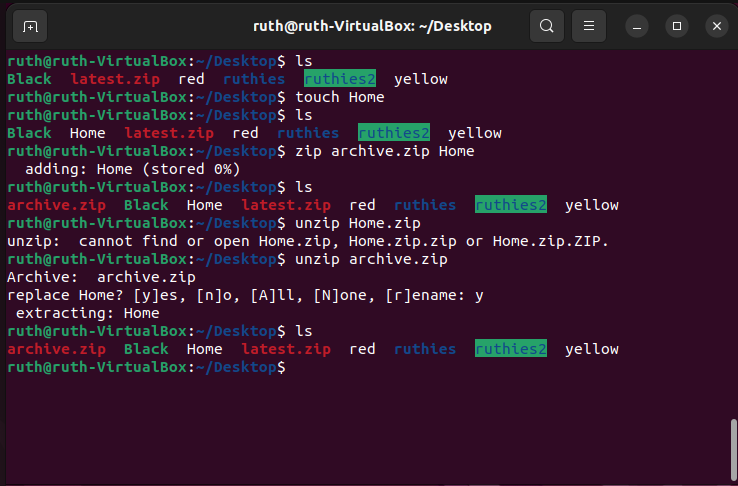 ruth@ruth-VirtualBox: ~/Desktop
ruth@ruth-VirtualBox:~/Desktop$ ls
Black  latest.zip  red  ruthies  ruthies2  yellow
ruth@ruth-VirtualBox:~/Desktop$ touch Home
ruth@ruth-VirtualBox:~/Desktop$ ls
Black  Home  latest.zip  red  ruthies  ruthies2  yellow
ruth@ruth-VirtualBox:~/Desktop$ zip archive.zip Home
  adding: Home (stored 0%)
ruth@ruth-VirtualBox:~/Desktop$ ls
archive.zip  Black  Home  latest.zip  red  ruthies  ruthies2  yellow
ruth@ruth-VirtualBox:~/Desktop$ unzip Home.zip
unzip:  cannot find or open Home.zip, Home.zip.zip or Home.zip.ZIP.
ruth@ruth-VirtualBox:~/Desktop$ unzip archive.zip
Archive:  archive.zip
replace Home? [y]es, [n]o, [A]ll, [N]one, [r]ename: y
 extracting: Home
ruth@ruth-VirtualBox:~/Desktop$ ls
archive.zip  Black  Home  latest.zip  red  ruthies  ruthies2  yellow
ruth@ruth-VirtualBox:~/Desktop$